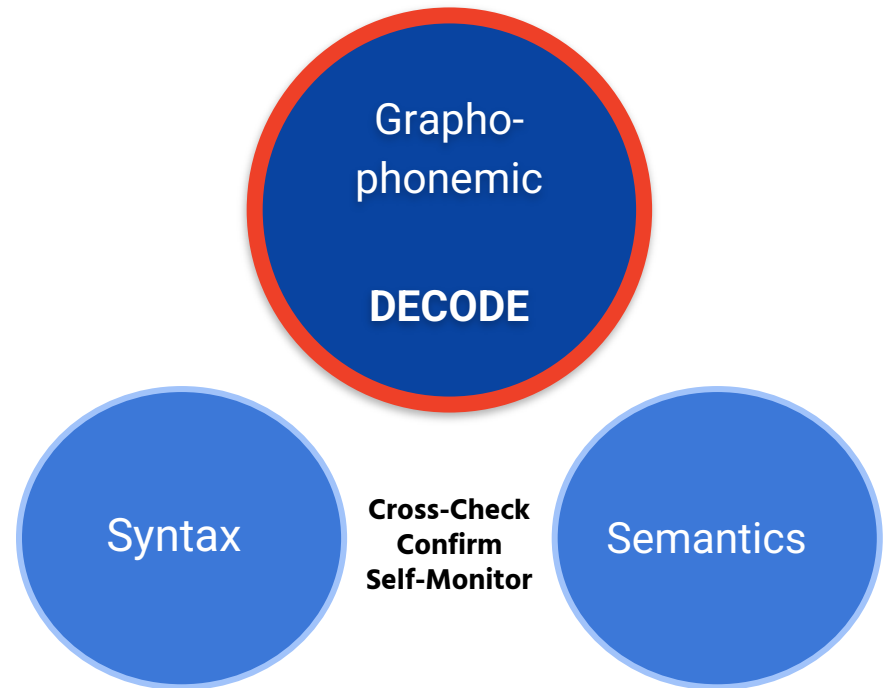 Grapho-
phonemic
DECODE
Syntax
Cross-Check
Confirm
Self-Monitor
Semantics